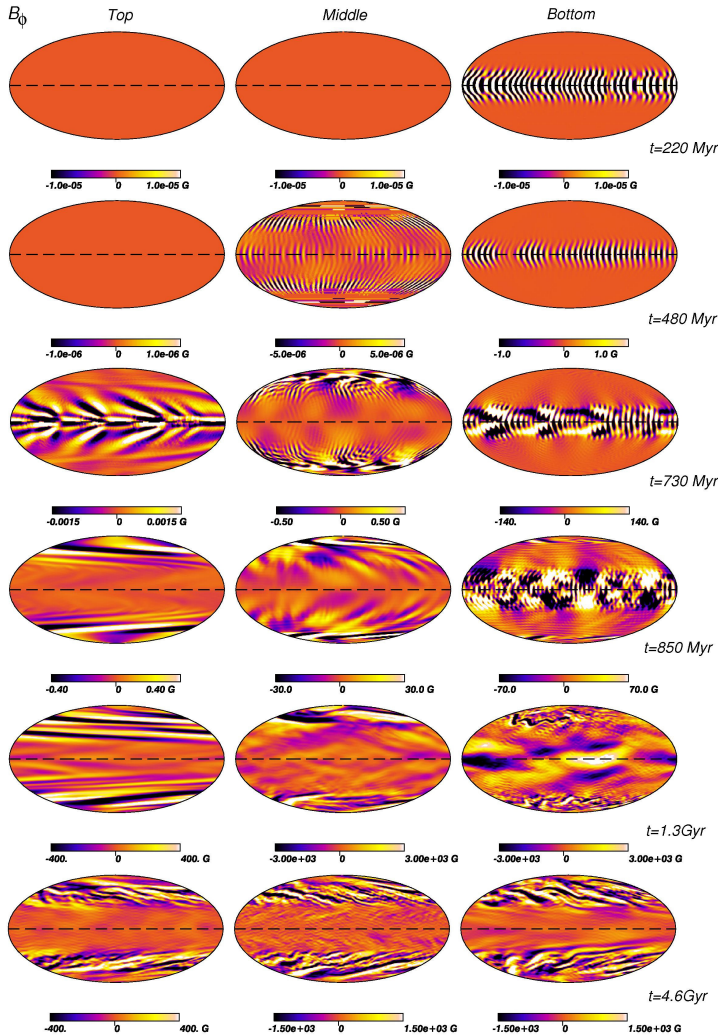 Bϕ Top Middle Bottom
t=220 Myr
-1.0e-05 0 1.0e-05 G -1.0e-05 0 1.0e-05 G -1.0e-05 0 1.0e-05 G
t=480 Myr
-1.0e-06 0 1.0e-06 G -5.0e-06 0 5.0e-06 G -1.0 0 1.0 G
t=730 Myr
-0.0015 0 0.0015 G -0.50 0 0.50 G -140. 0 140. G
t=850 Myr
-0.40 0 0.40 G -30.0 0 30.0 G -70.0 0 70.0 G
t=1.3Gyr
-400. 0 400. G -3.00e+03 0 3.00e+03 G -3.00e+03 0 3.00e+03 G
t=4.6Gyr
-400. 0 400. G -1.50e+03 0 1.50e+03 G -1.50e+03 0 1.50e+03 G